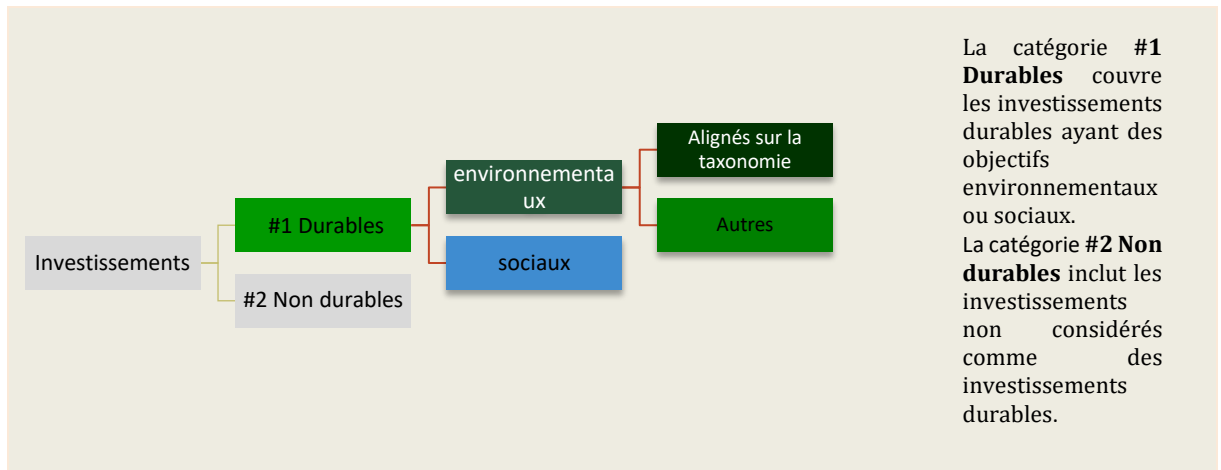 Investissements
#1 Durables
#2 Non durables
environnementa
ux
sociaux
Alignés sur la
taxonomie
Autres
La catégorie #1
Durables couvre
les investissements
durables ayant des
objectifs
environnementaux
ou sociaux.
La catégorie #2 Non
durables inclut les
investissements
non considérés
comme des
investissements
durables.